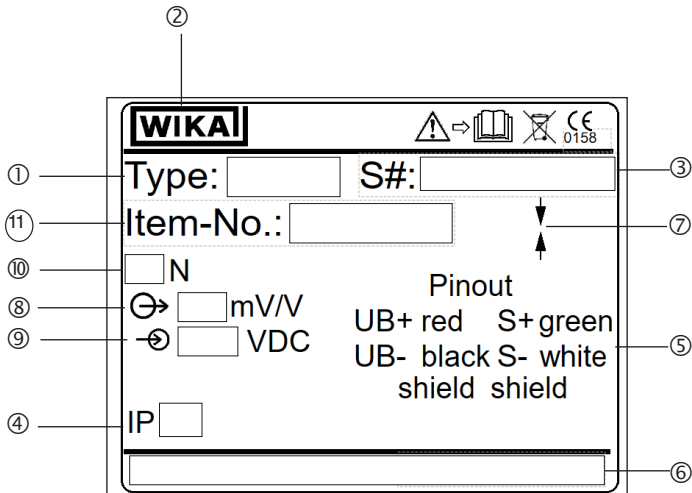 ②
WIKA
CE
0158
① Type: S#: ③
⑪ Item-No.: ⑦
⑩ N
Pinout
⑧ mV/V
UB+ red S+ green
⑨ VDC
UB- black S- white ⑤
shield shield
④ IP
⑥